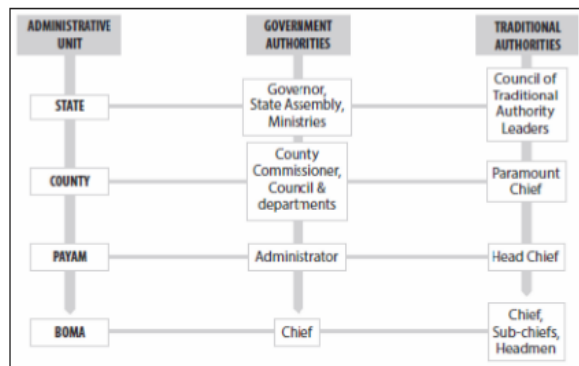 ADMINISTRATIVE
UNIT
GOVERNMENT
AUTHORITIES
TRADITIONAL
AUTHORITIES
STATE
Governor,
State Assembly,
Ministries
Council of
Traditional
Authority
Leaders
COUNTY
County
Commissioner,
Council &
departments
Paramount
Chief
PAYAM
Administrator
Head Chief
BOMA
Chief
Chief,
Sub-chiefs,
Headmen